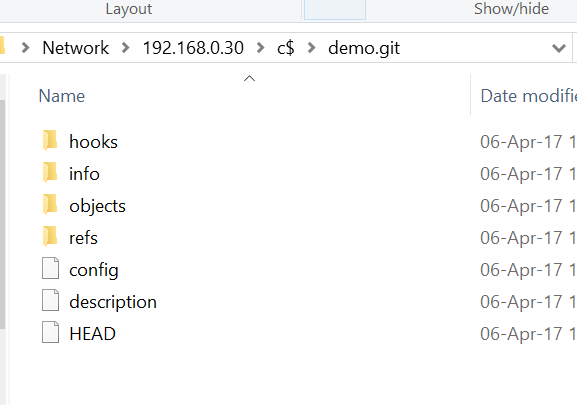 Layout Show/hide
Network 192.168.0.30 c$ demo.git
Name Date modifie
hooks 06-Apr-17 1
info 06-Apr-17 1
objects 06-Apr-17 1
refs 06-Apr-17 1
config 06-Apr-17 1
description 06-Apr-17 1
HEAD 06-Apr-17 1